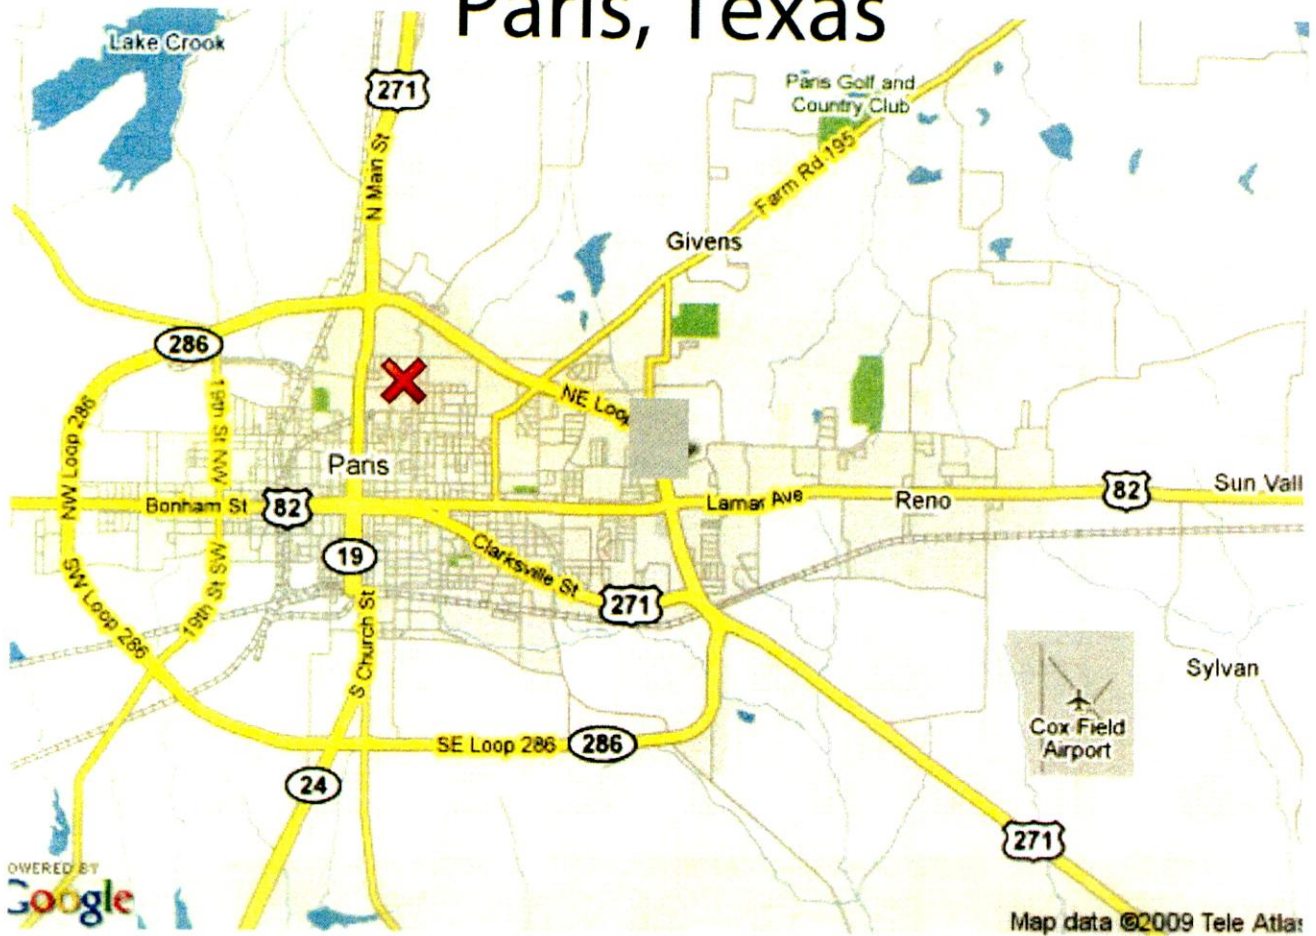 Paris, Texas
Lake Crook
271
Paris Golf and
Country Club
N Main St
Farm Rd 195
Givens
286
NE Loop
19th St NW
NW Loop 286
Paris
Bonham St
82
Lamar Ave
Reno
82
Sun Vall
19
Clarksville St
271
SW Loop 286
19th St SW
S Church St
Sylvan
Cox Field
Airport
SE Loop 286
286
24
271
OWERED BY
Google
Map data ©2009 Tele Atlas